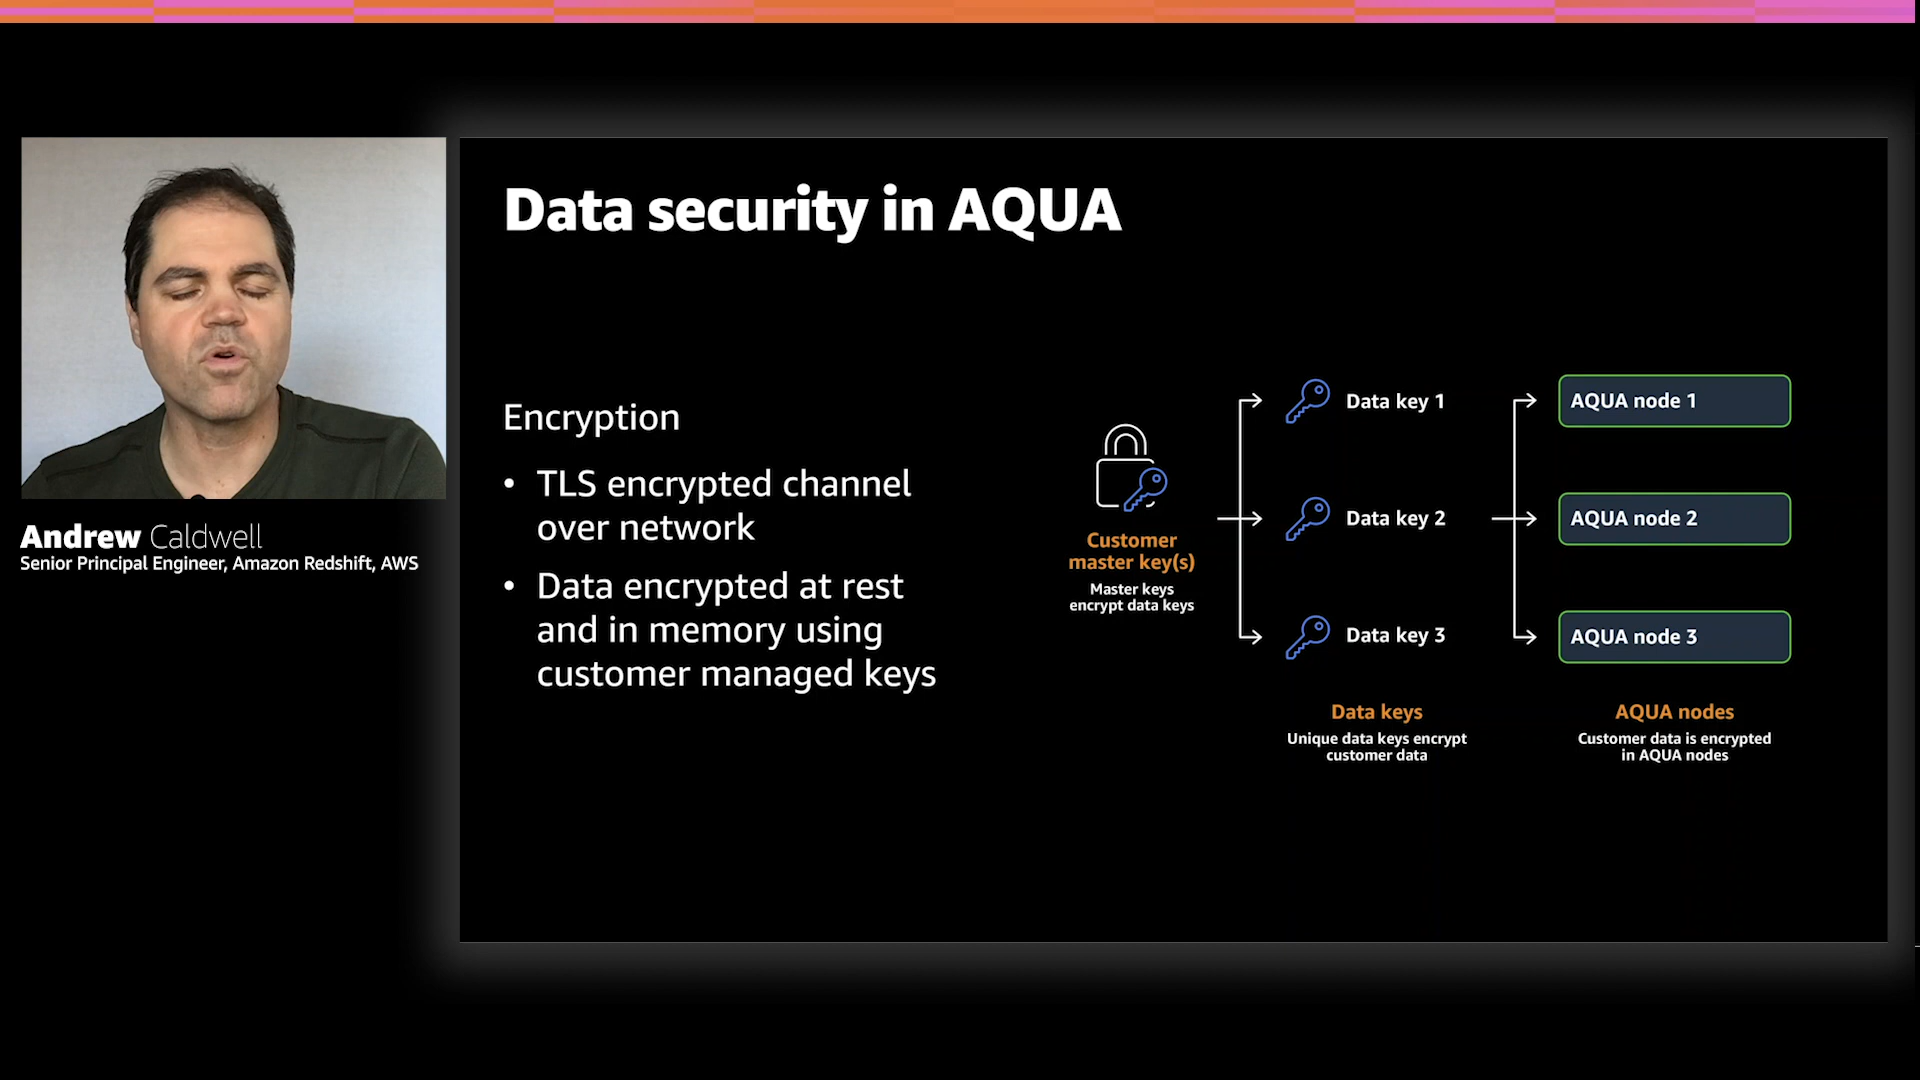 Data security in AQUA
Andrew Caldwell
Senior Principal Engineer, Amazon Redshift, AWS
Encryption
• TLS encrypted channel
over network
• Data encrypted at rest
and in memory using
customer managed keys
Customer
master key(s)
Master keys
encrypt data keys
Data key 1
Data key 2
Data key 3
Data keys
Unique data keys encrypt
customer data
AQUA node 1
AQUA node 2
AQUA node 3
AQUA nodes
Customer data is encrypted
in AQUA nodes